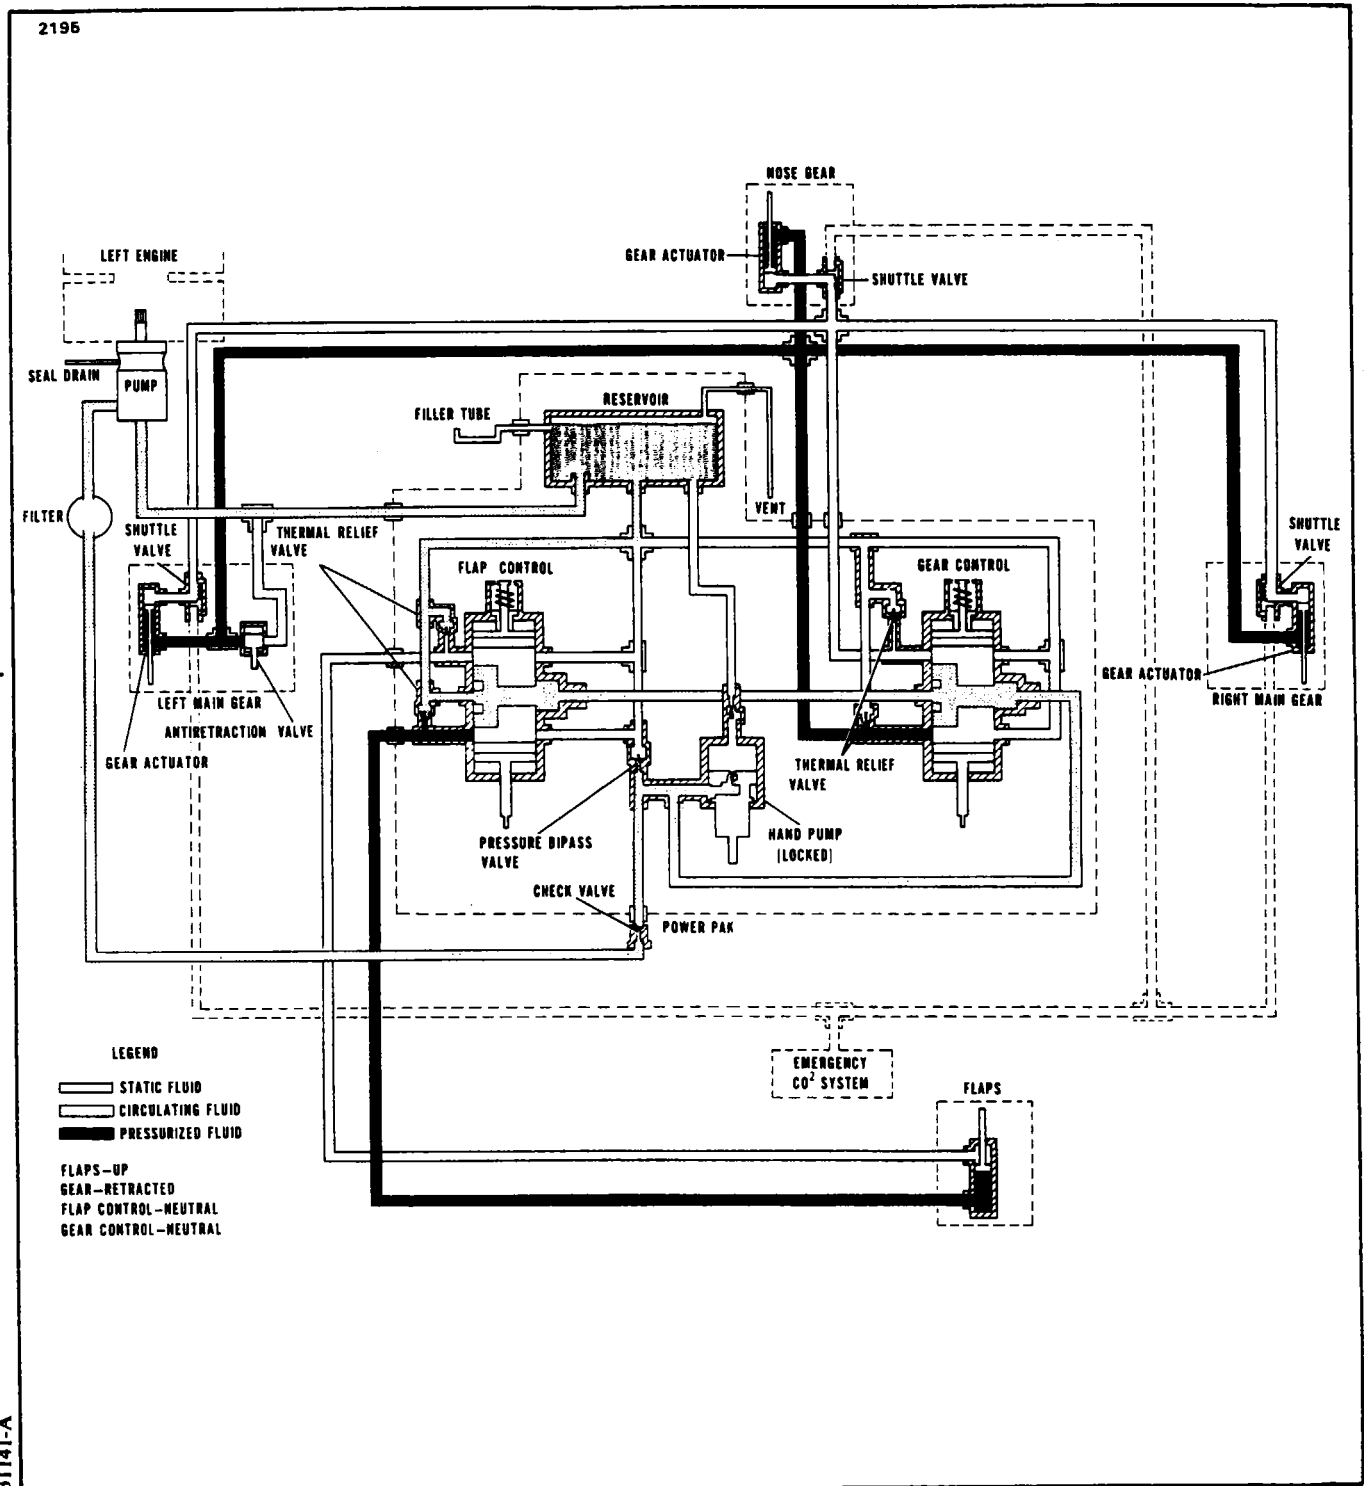 2195
NOSE GEAR
LEFT ENGINE
GEAR ACTUATOR
SHUTTLE VALVE
SEAL DRAIN
PUMP
RESERVOIR
FILLER TUBE
VENT
FILTER
SHUTTLE
VALVE
THERMAL RELIEF
VALVE
SHUTTLE
VALVE
FLAP CONTROL
GEAR CONTROL
GEAR ACTUATOR
RIGHT MAIN GEAR
LEFT MAIN GEAR
ANTIRETRACTION VALVE
GEAR ACTUATOR
THERMAL RELIEF
VALVE
PRESSURE BIPASS
VALVE
HAND PUMP
[LOCKED]
CHECK VALVE
POWER PAK
LEGEND
STATIC FLUID
CIRCULATING FLUID
PRESSURIZED FLUID
EMERGENCY
CO2 SYSTEM
FLAPS
FLAPS-UP
GEAR-RETRACTED
FLAP CONTROL-NEUTRAL
GEAR CONTROL-NEUTRAL
1141-A